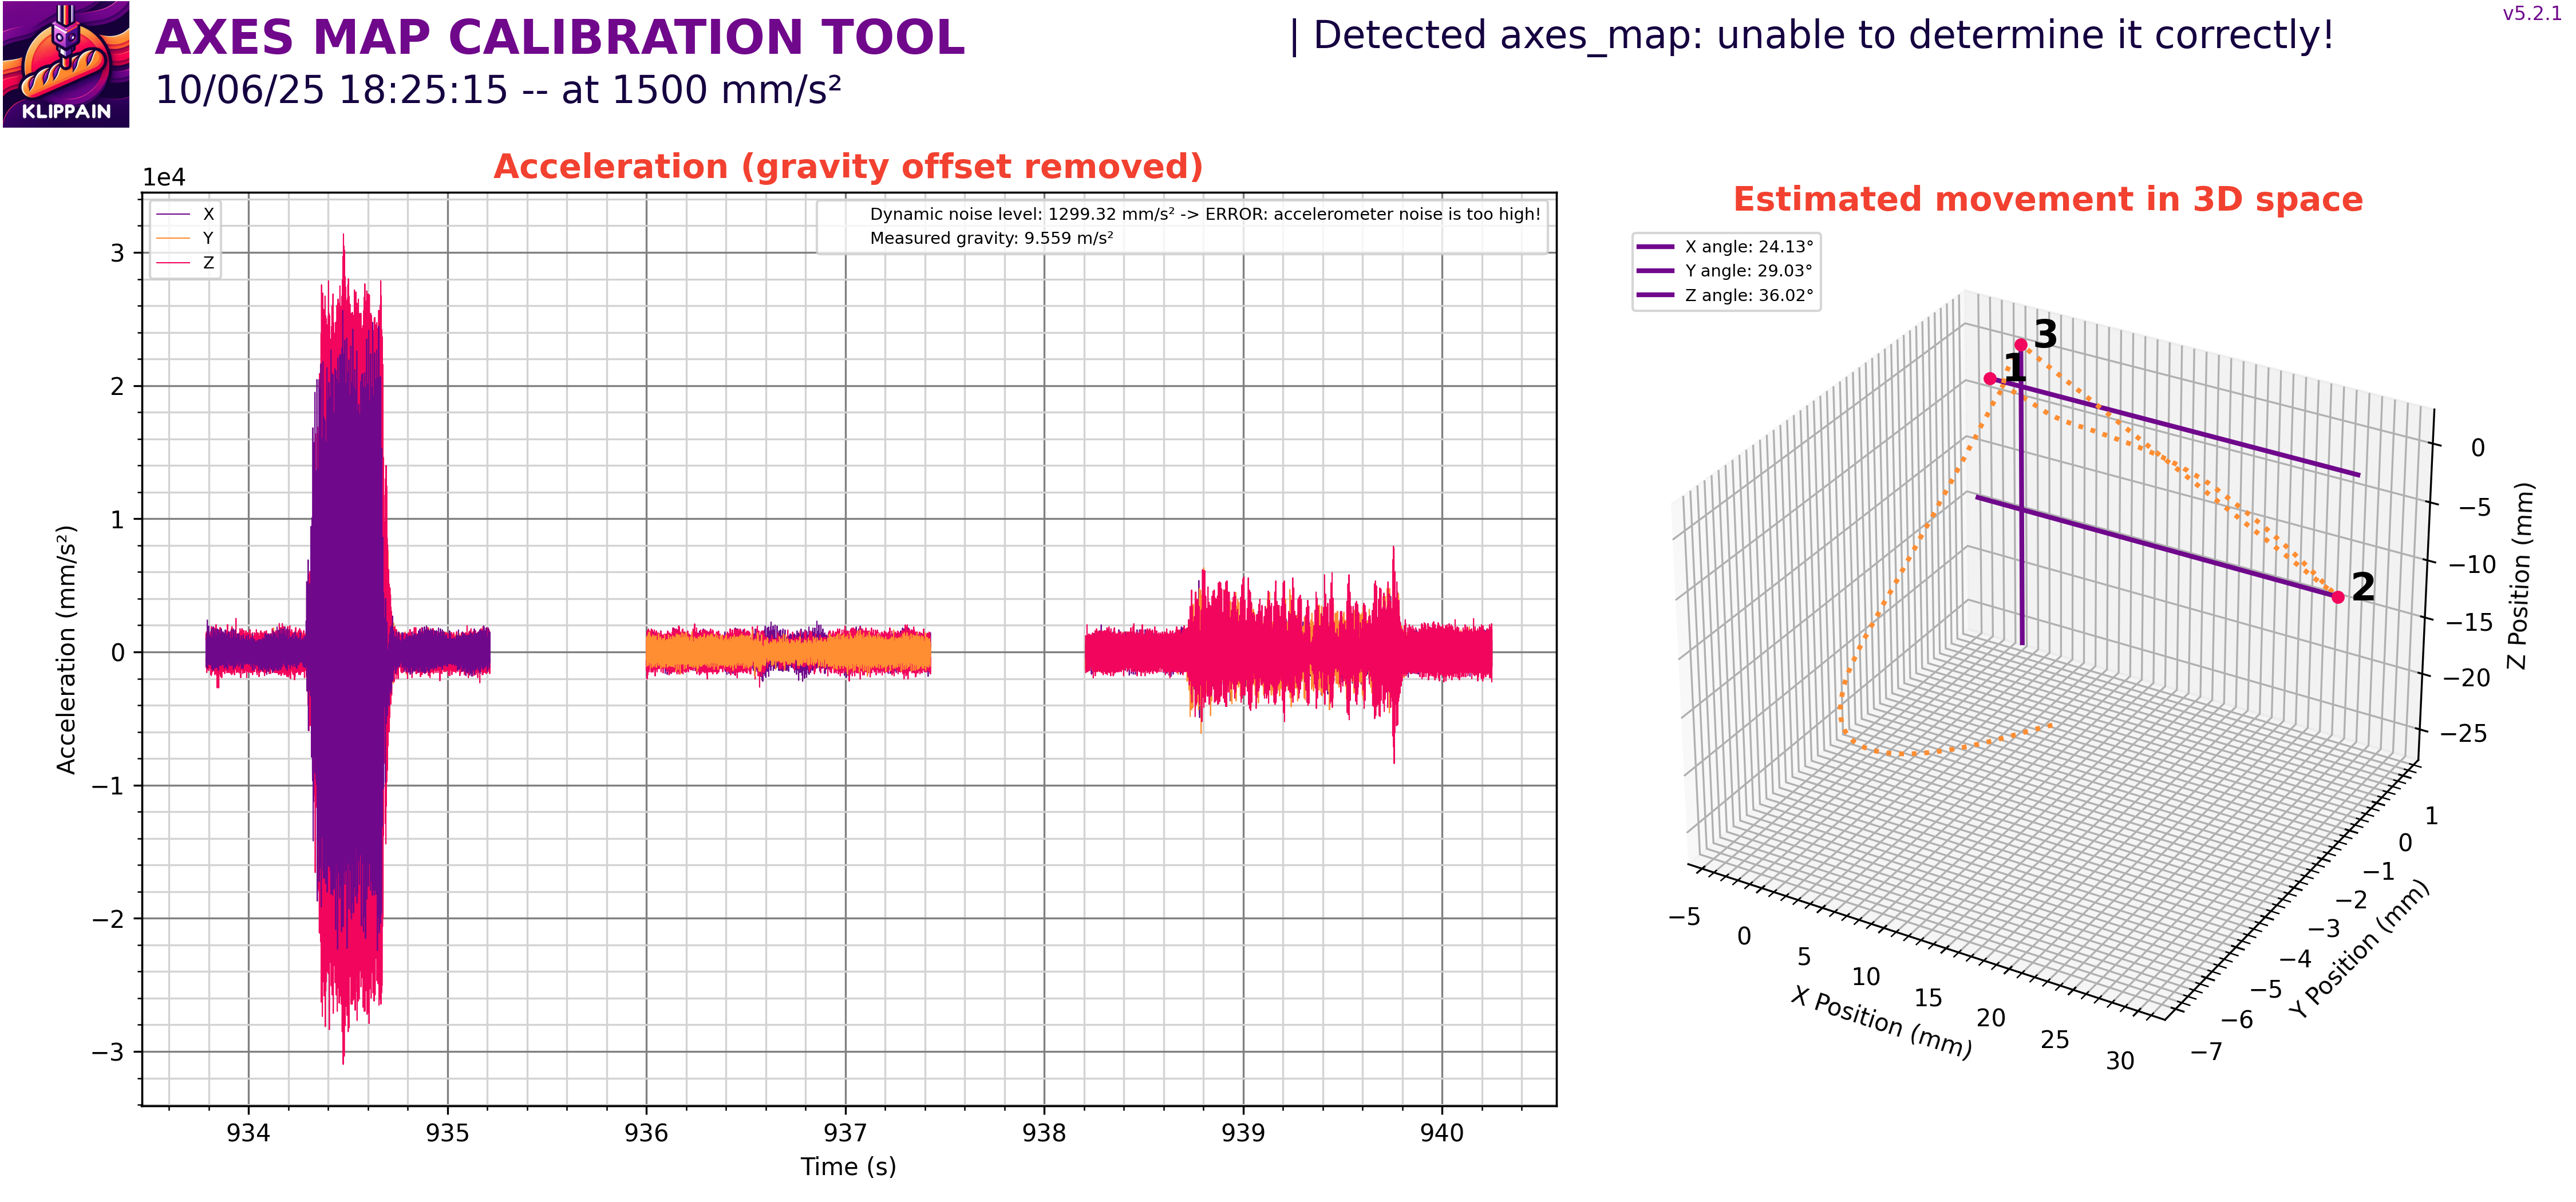 AXES MAP CALIBRATION TOOL
10/06/25 18:25:15 -- at 1500 mm/s²
| Detected axes_map: unable to determine it correctly!
v5.2.1
KLIPPAIN
Acceleration (gravity offset removed)
1e4
X
Y
Z
Dynamic noise level: 1299.32 mm/s² -> ERROR: accelerometer noise is too high!
Measured gravity: 9.559 m/s²
Acceleration (mm/s²)
3
2
1
0
−1
−2
−3
934
935
936
937
938
939
940
Time (s)
Estimated movement in 3D space
X angle: 24.13°
Y angle: 29.03°
Z angle: 36.02°
3
1
2
0
−5
−10
−15
−20
−25
Z Position (mm)
1
0
−1
−2
−3
−4
−5
−6
−7
Y Position (mm)
−5
0
5
10
15
20
25
30
X Position (mm)